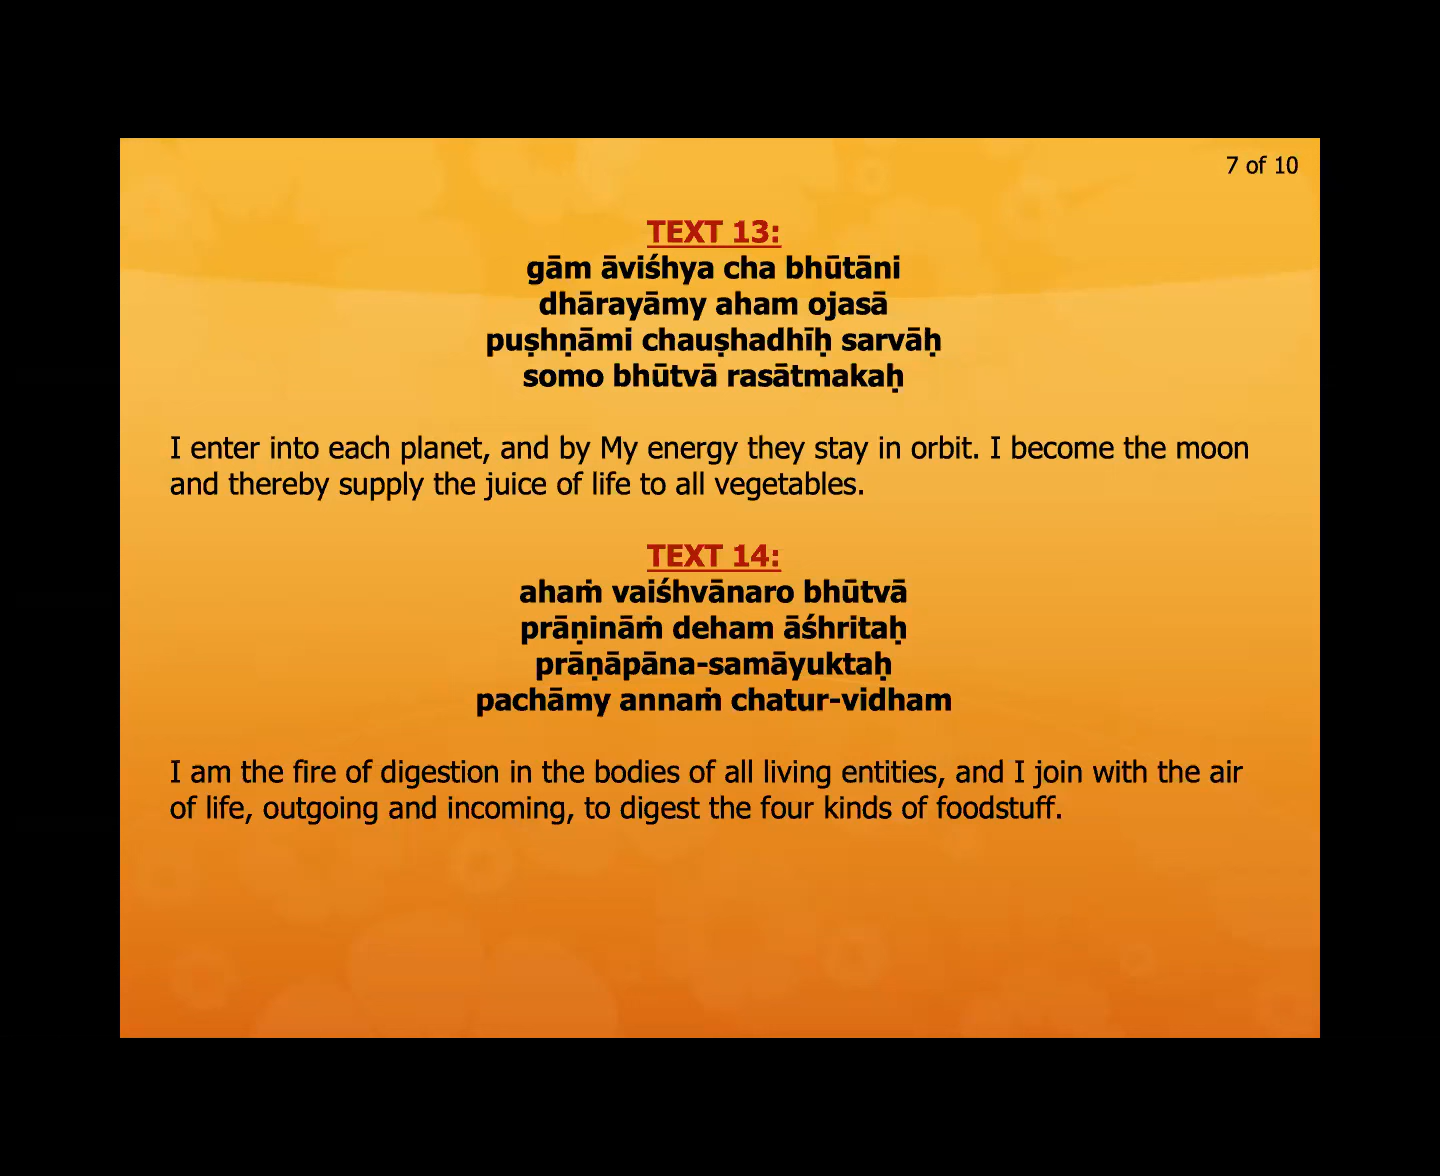 7 of 10
TEXT 13:
gām āviśhya cha bhūtāni
dhārayāmy aham ojasā
puṣhṇāmi chauṣhadhīḥ sarvāḥ
somo bhūtvā rasātmakaḥ
I enter into each planet, and by My energy they stay in orbit. I become the moon
and thereby supply the juice of life to all vegetables.
TEXT 14:
ahaṁ vaiśhvānaro bhūtvā
prāṇināṁ deham āśhritaḥ
prāṇāpāna-samāyuktaḥ
pachāmy annaṁ chatur-vidham
I am the fire of digestion in the bodies of all living entities, and I join with the air
of life, outgoing and incoming, to digest the four kinds of foodstuff.